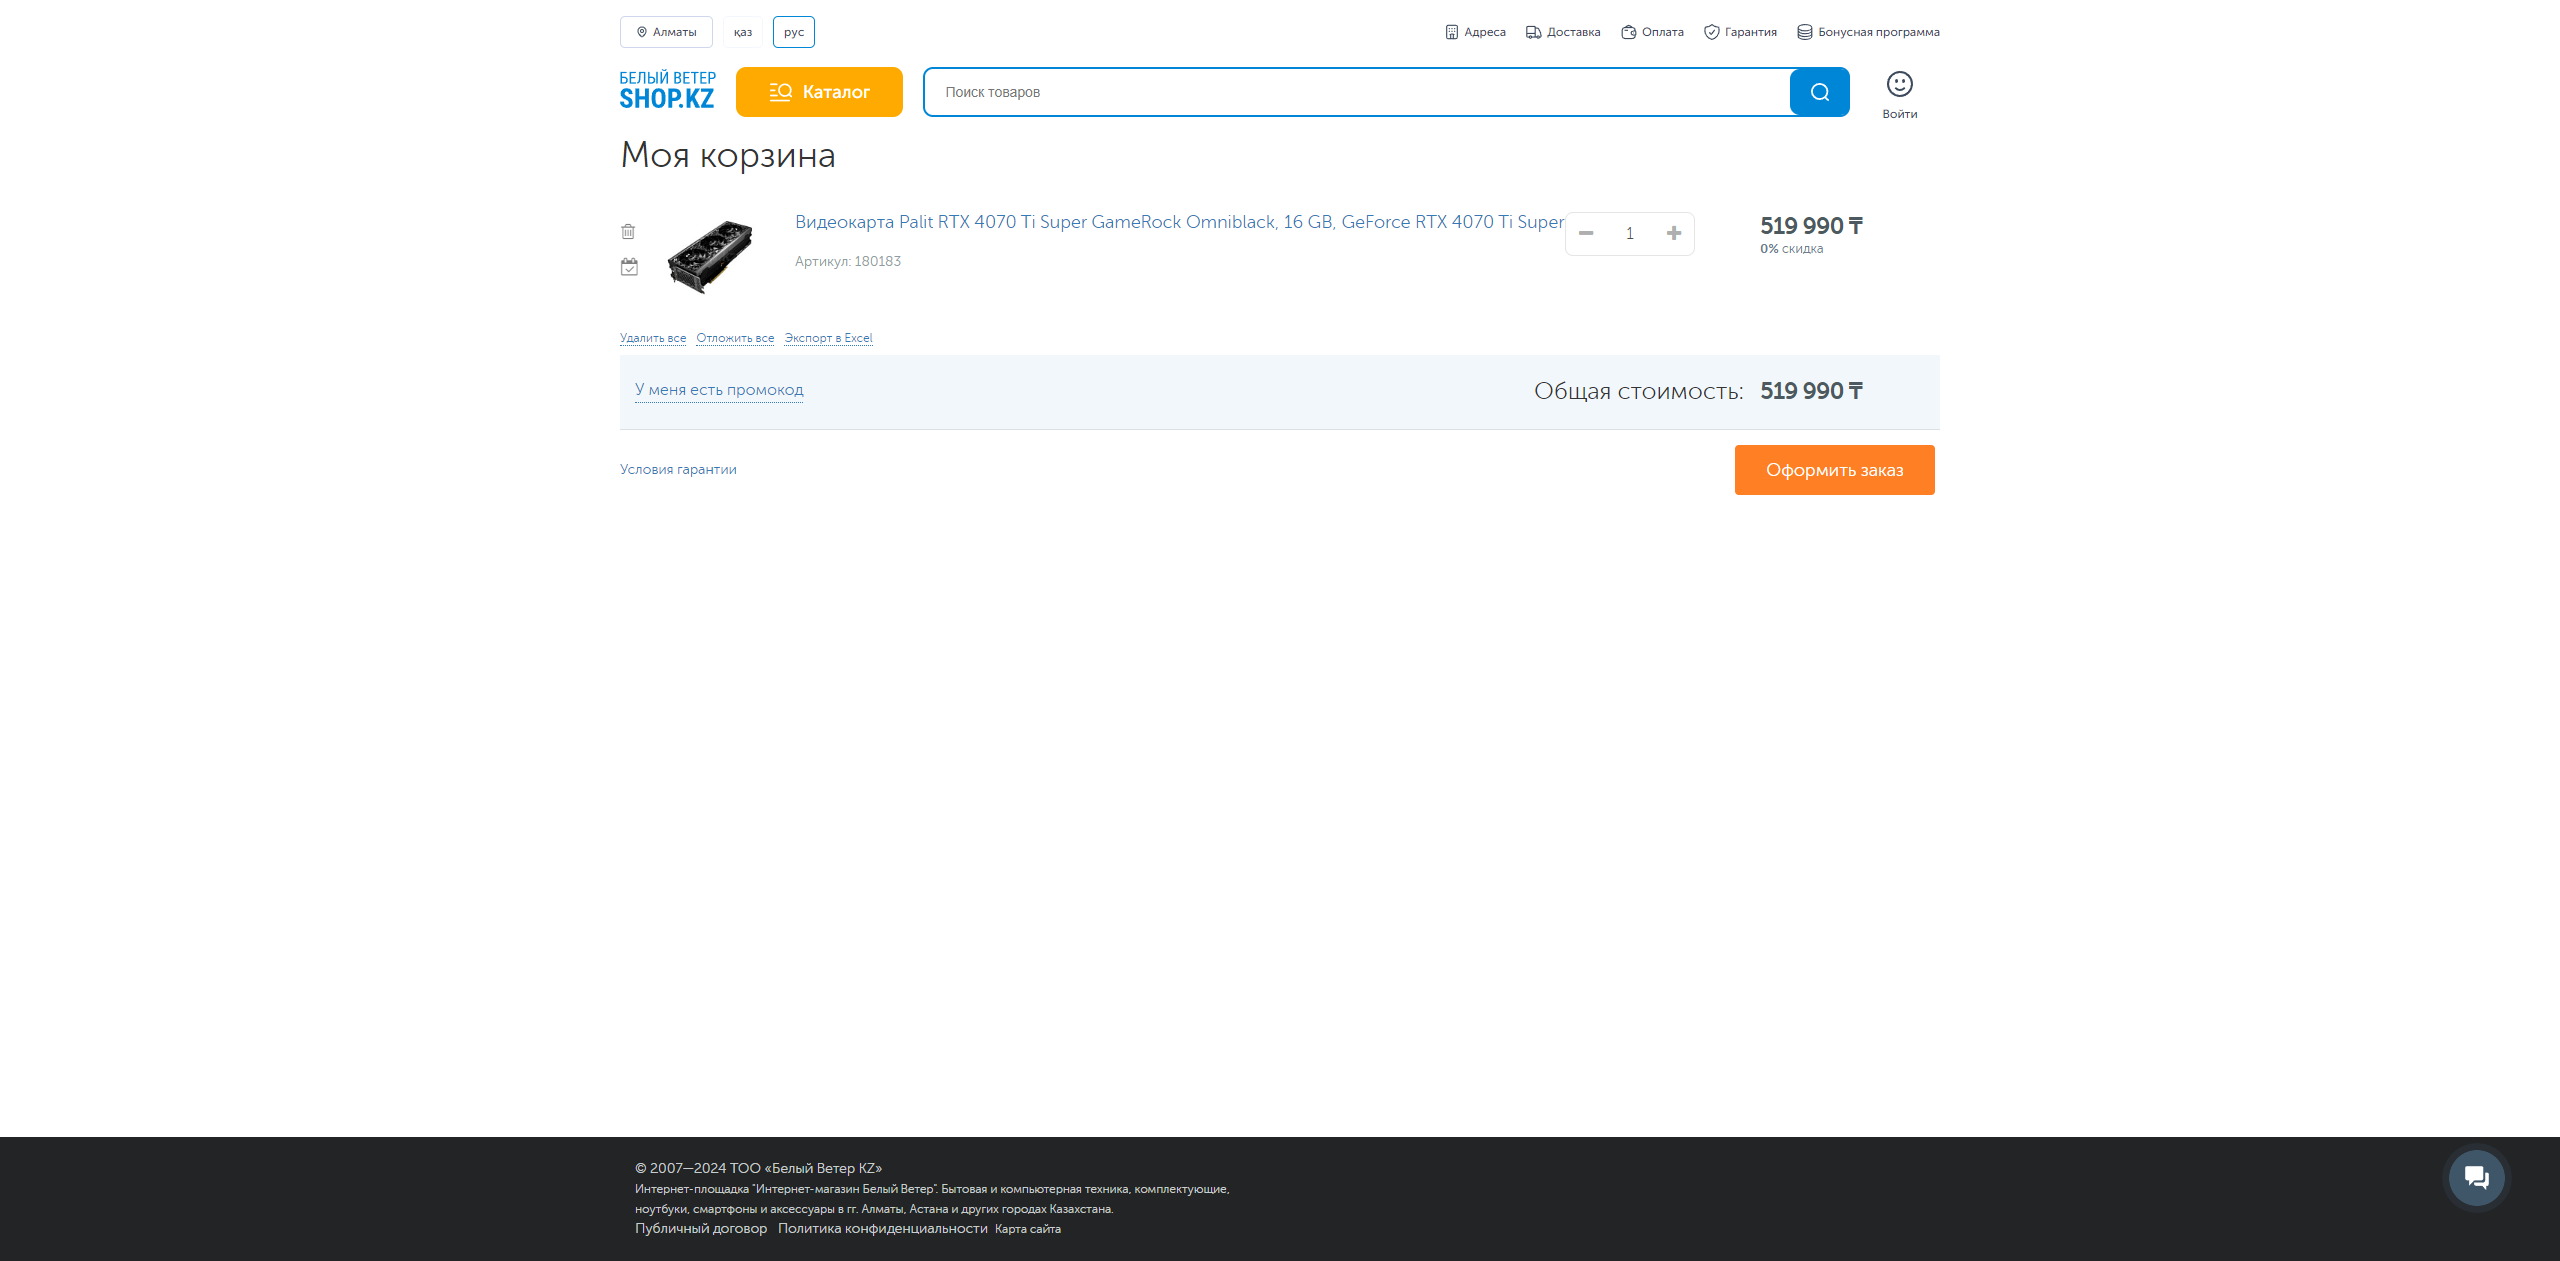 Алматы
қаз
рус
Адреса
Доставка
Оплата
Гарантия
Бонусная программа
БЕЛЫЙ ВЕТЕР
SHOP.KZ
Каталог
Поиск товаров
Войти
Моя корзина
Видеокарта Palit RTX 4070 Ti Super GameRock Omniblack, 16 GB, GeForce RTX 4070 Ti Super
1
519 990 ₸
0% скидка
Артикул: 180183
Удалить все Отложить все Экспорт в Excel
У меня есть промокод
Общая стоимость: 519 990 ₸
Условия гарантии
Оформить заказ
© 2007—2024 ТОО «Белый Ветер KZ»
Интернет-площадка "Интернет-магазин Белый Ветер". Бытовая и компьютерная техника, комплектующие,
ноутбуки, смартфоны и аксессуары в гг. Алматы, Астана и других городах Казахстана.
Публичный договор Политика конфиденциальности Карта сайта